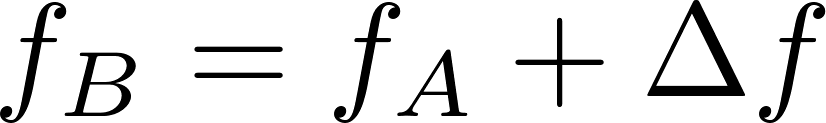 f_B = f_A + Δf